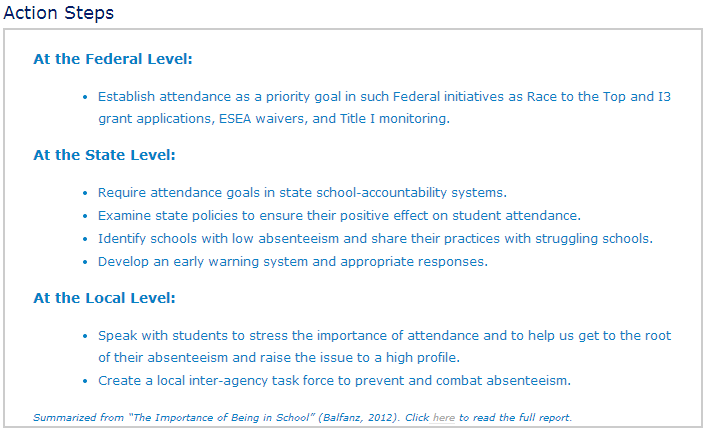 Action Steps
At the Federal Level:
• Establish attendance as a priority goal in such Federal initiatives as Race to the Top and I3
grant applications, ESEA waivers, and Title I monitoring.
At the State Level:
• Require attendance goals in state school-accountability systems.
• Examine state policies to ensure their positive effect on student attendance.
• Identify schools with low absenteeism and share their practices with struggling schools.
• Develop an early warning system and appropriate responses.
At the Local Level:
• Speak with students to stress the importance of attendance and to help us get to the root
of their absenteeism and raise the issue to a high profile.
• Create a local inter-agency task force to prevent and combat absenteeism.
Summarized from “The Importance of Being in School” (Balfanz, 2012). Click here to read the full report.